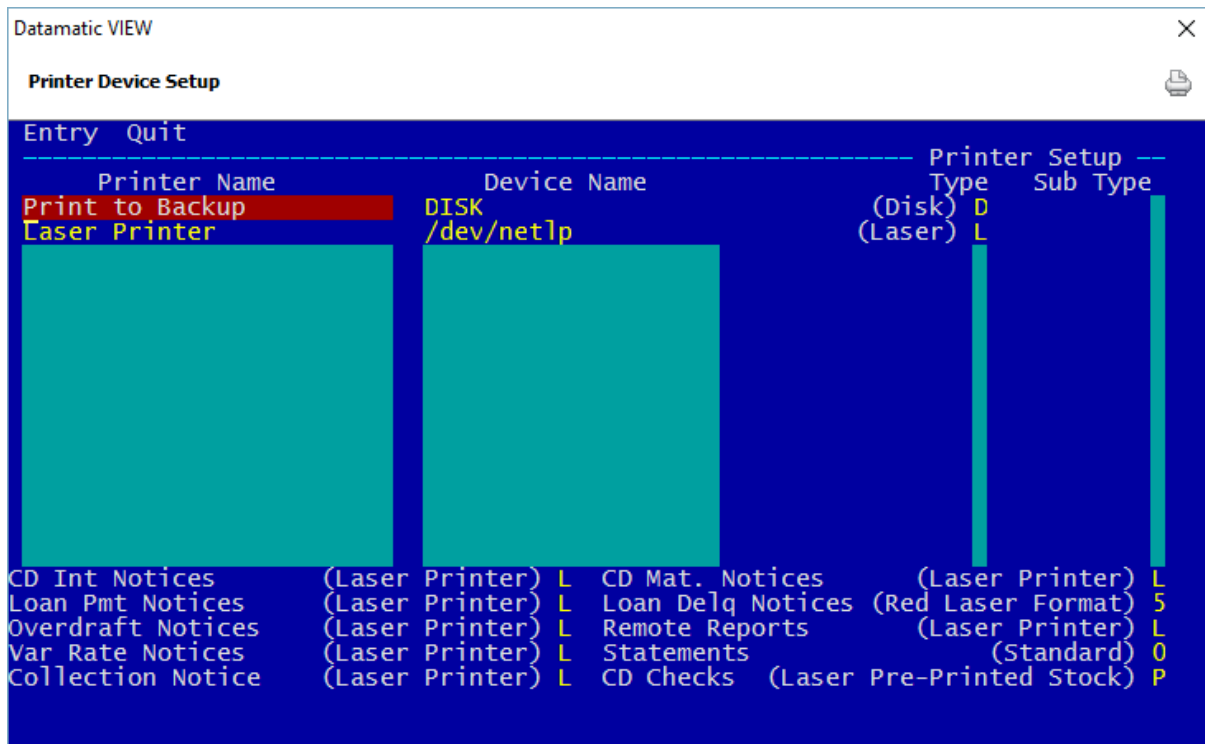 Datamatic VIEW
Printer Device Setup
Entry Quit
Printer Setup
Printer Name Device Name Type Sub Type
Print to Backup DISK (Disk) D
Laser Printer /dev/netlp (Laser) L
CD Int Notices (Laser Printer) L CD Mat. Notices (Laser Printer) L
Loan Pmt Notices (Laser Printer) L Loan Delq Notices (Red Laser Format) 5
Overdraft Notices (Laser Printer) L Remote Reports (Laser Printer) L
Var Rate Notices (Laser Printer) L Statements (Standard) 0
Collection Notice (Laser Printer) L CD Checks (Laser Pre-Printed Stock) P